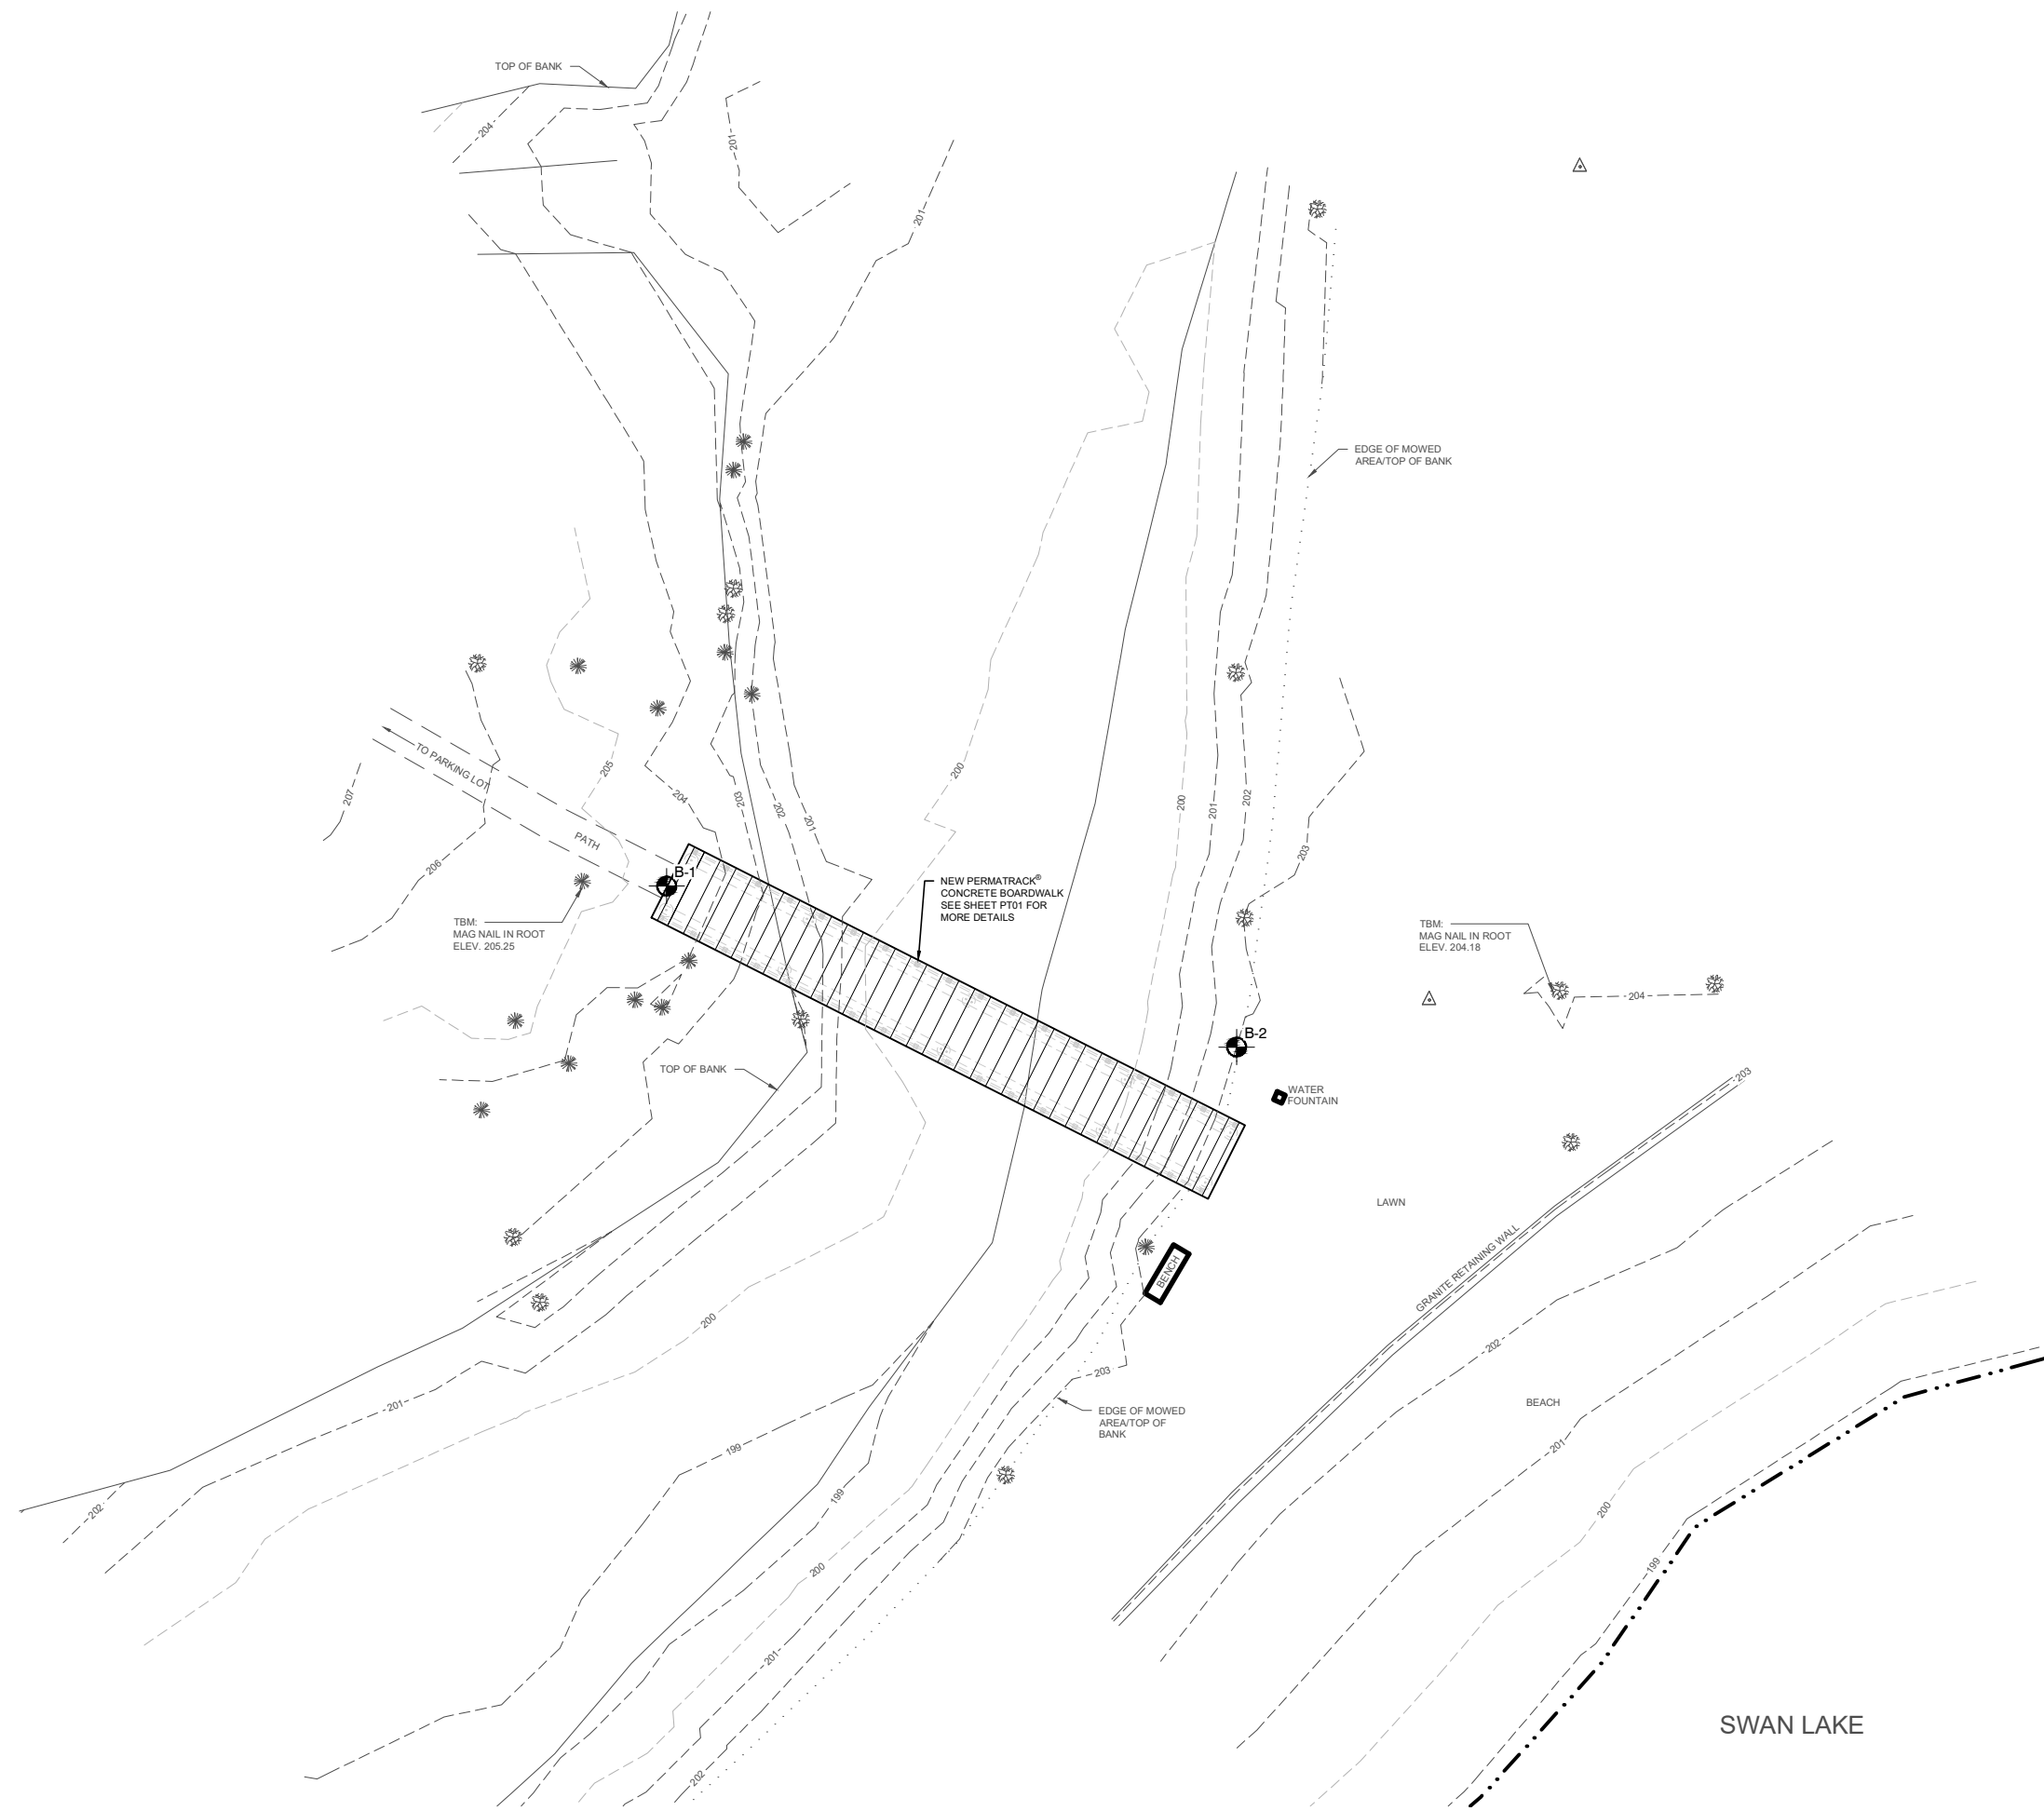 TOP OF BANK
204
201
201
EDGE OF MOWED
AREA/TOP OF BANK
TO PARKING LOT
PATH
207
206
205
204
203
202
201
200
200
201
202
203
B-1
NEW PERMATRACK®
CONCRETE BOARDWALK
SEE SHEET PT01 FOR
MORE DETAILS
TBM:
MAG NAIL IN ROOT
ELEV. 205.25
TBM:
MAG NAIL IN ROOT
ELEV. 204.18
204
B-2
TOP OF BANK
WATER
FOUNTAIN
203
LAWN
GRANITE RETAINING WALL
BENCH
200
202
203
201
EDGE OF MOWED
AREA/TOP OF
BANK
BEACH
199
201
199
202
200
200
199
201
202
SWAN LAKE